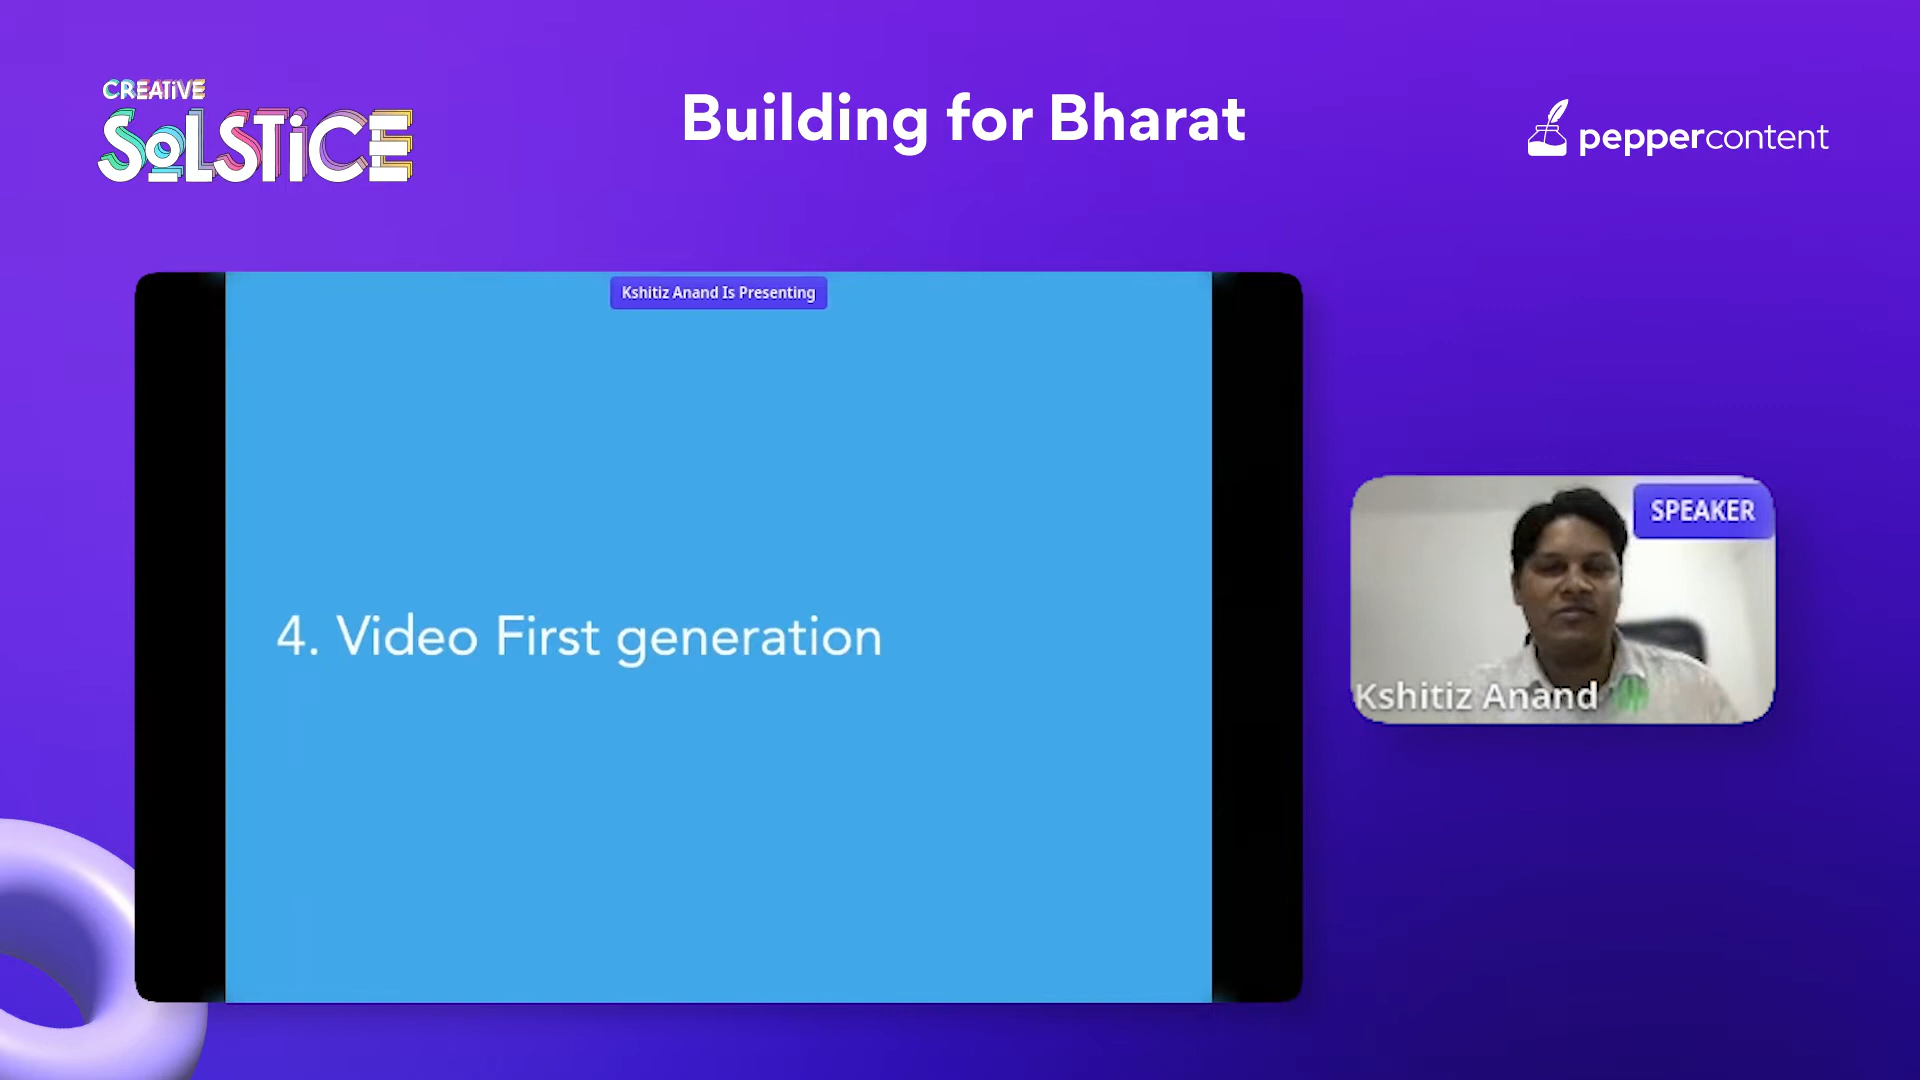 CREATiVE
SoLSTiCE
Building for Bharat
peppercontent
Kshitiz Anand Is Presenting
4. Video First generation
SPEAKER
Kshitiz Anand